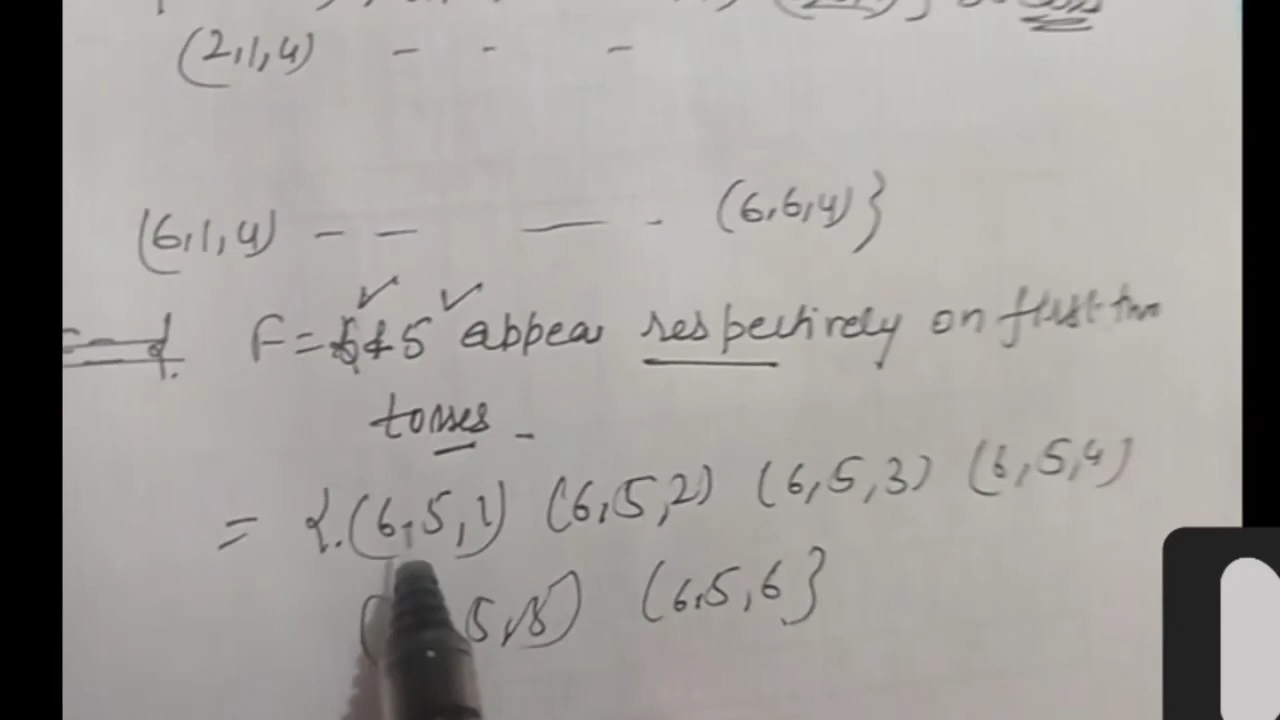 (2,1,4) - - -
(6,1,4) - - — - (6,6,4)}
F = 6 & 5 appear respectively on first two
tosses -
= {(6,5,1) (6,5,2) (6,5,3) (6,5,4)
( 5,5) (6,5,6}